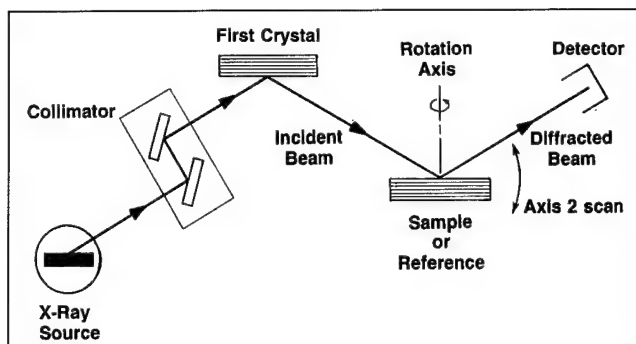 First Crystal
Rotation
Axis
Detector
Collimator
Incident
Beam
Diffracted
Beam
Axis 2 scan
Sample
or
Reference
X-Ray
Source